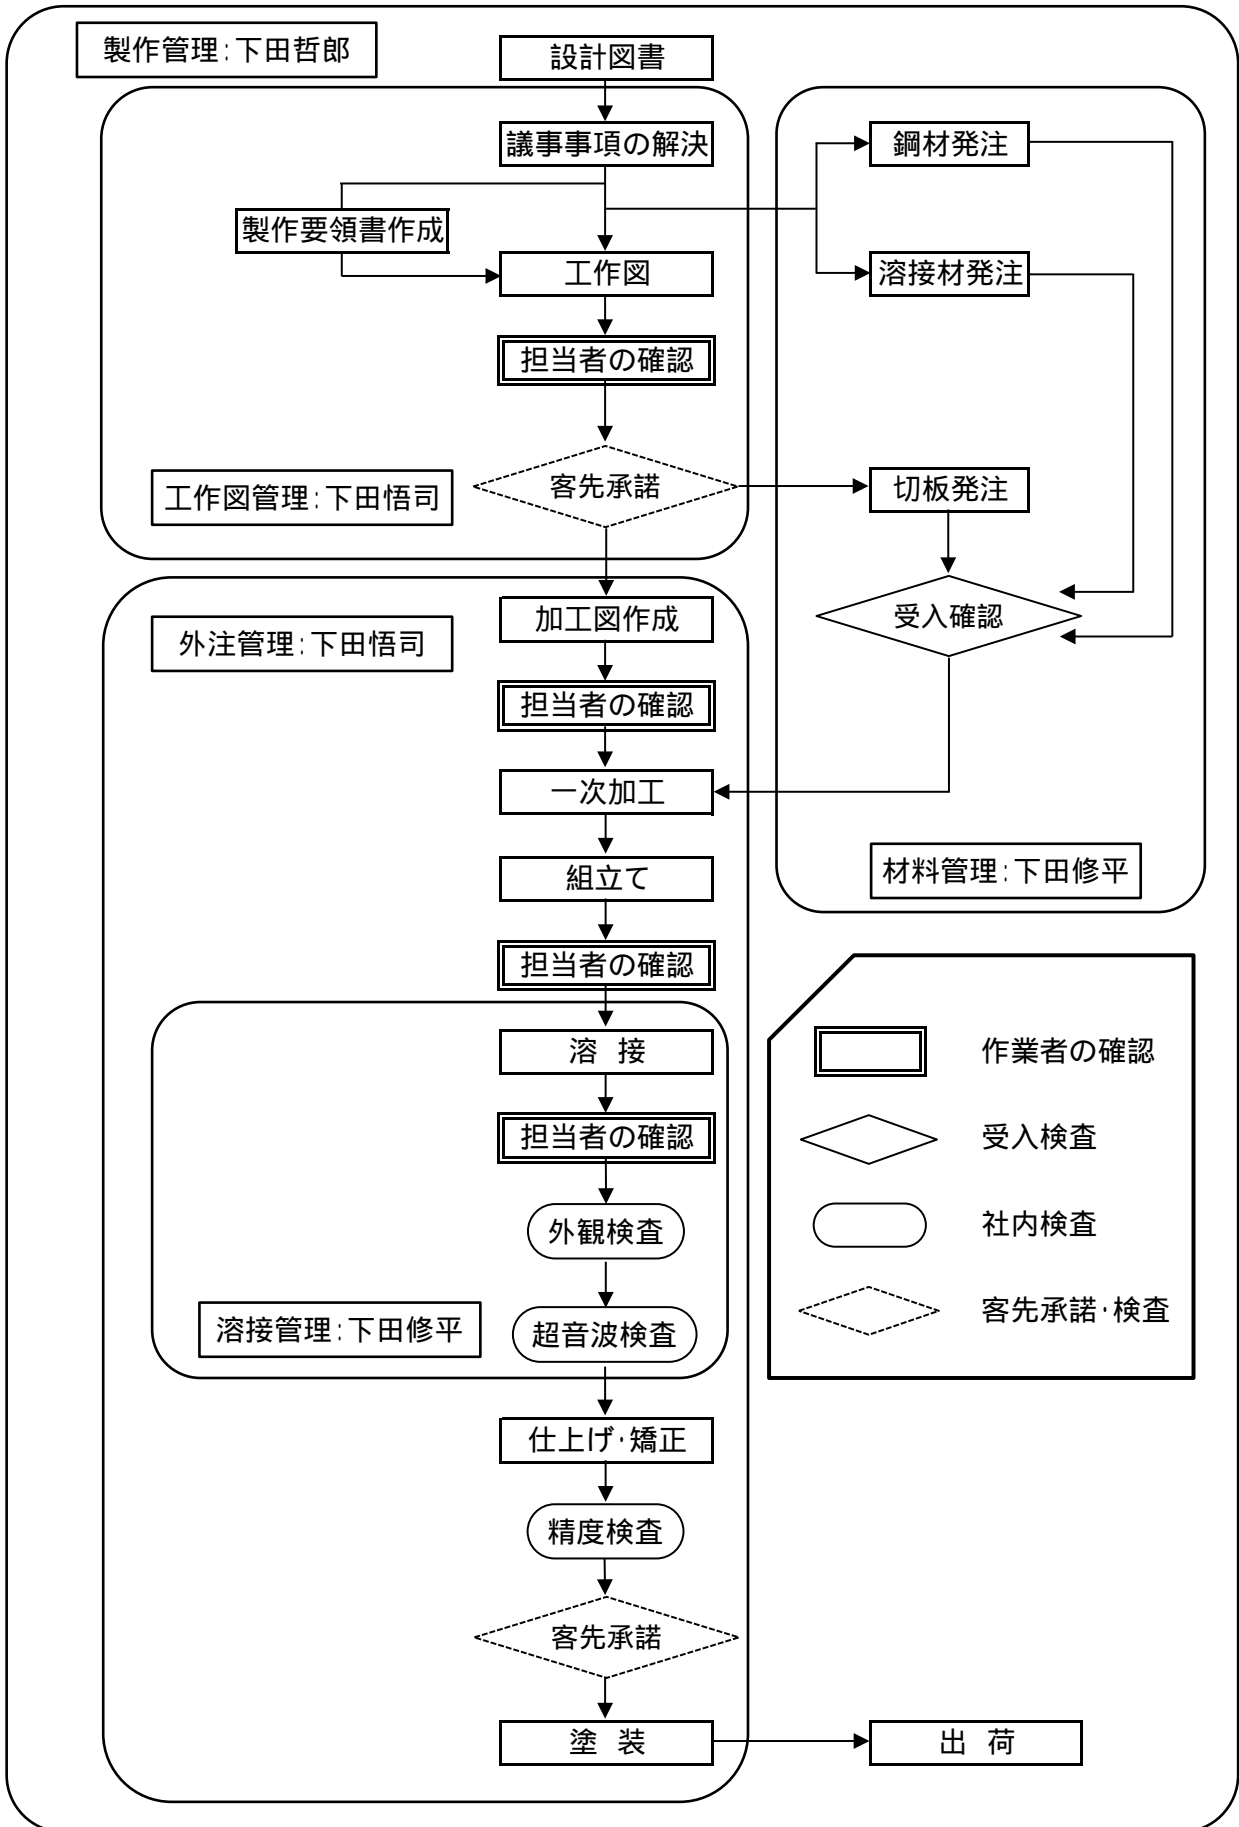 製作管理：下田哲郎
設計図書
議事事項の解決
鋼材発注
製作要領書作成
工作図
溶接材発注
担当者の確認
客先承諾
工作図管理：下田悟司
切板発注
受入確認
加工図作成
外注管理：下田悟司
担当者の確認
一次加工
組立て
材料管理：下田修平
担当者の確認
溶 接
担当者の確認
外観検査
超音波検査
溶接管理：下田修平
仕上げ・矯正
精度検査
客先承諾
塗 装
出 荷
作業者の確認
受入検査
社内検査
客先承諾・検査